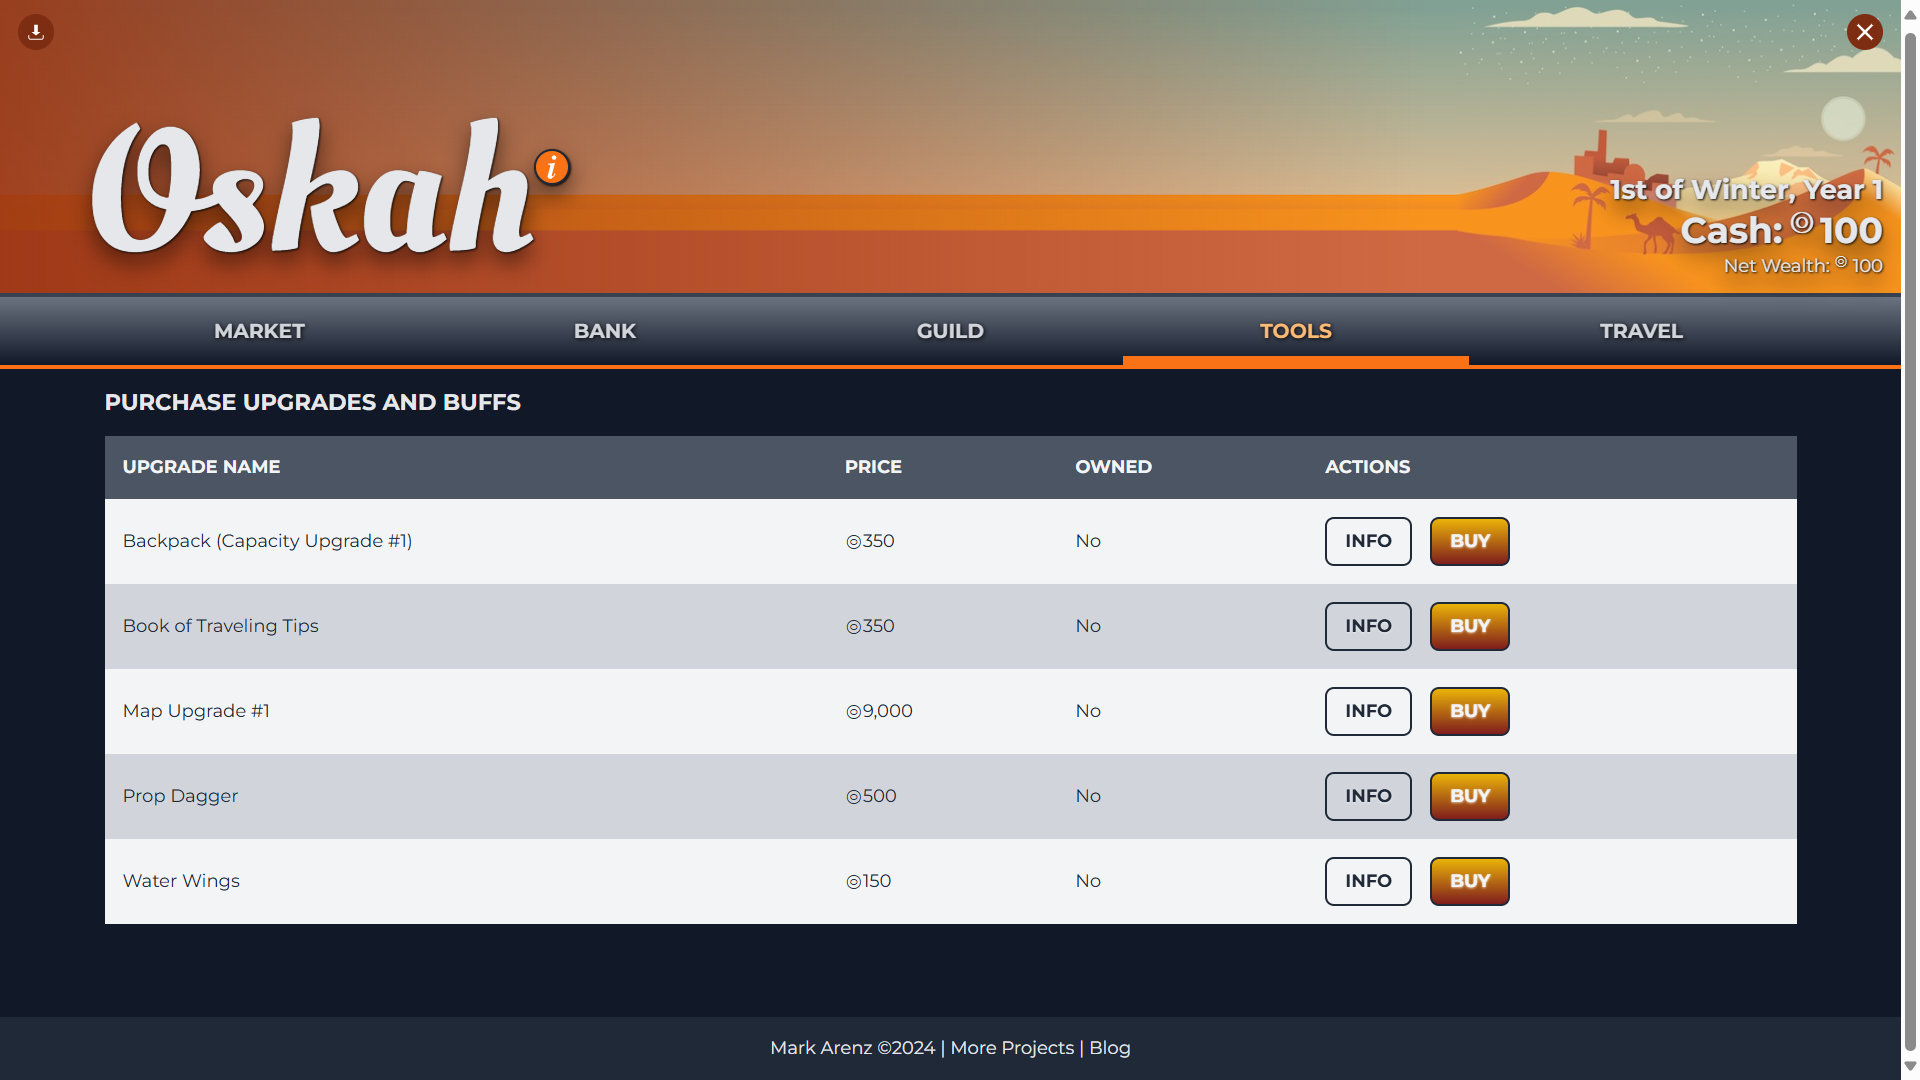 Oskah
i
1st of Winter, Year 1
Cash: ◎100
Net Wealth: ◎100
MARKET BANK GUILD TOOLS TRAVEL
PURCHASE UPGRADES AND BUFFS
UPGRADE NAME PRICE OWNED ACTIONS
Backpack (Capacity Upgrade #1) ◎350 No INFO BUY
Book of Traveling Tips ◎350 No INFO BUY
Map Upgrade #1 ◎9,000 No INFO BUY
Prop Dagger ◎500 No INFO BUY
Water Wings ◎150 No INFO BUY
Mark Arenz ©2024 | More Projects | Blog